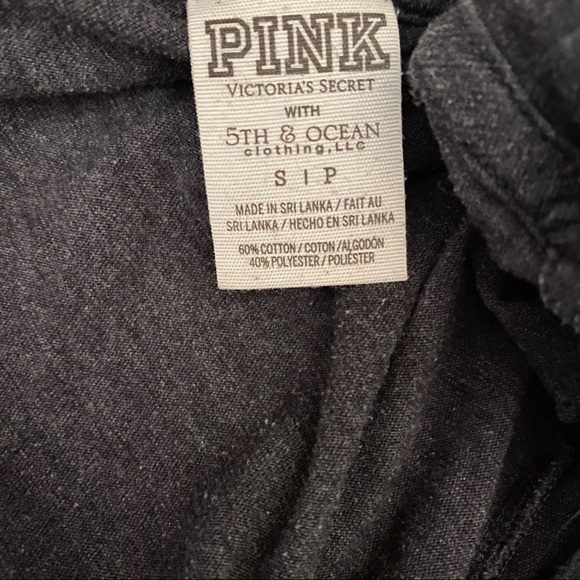 PINK
VICTORIA'S SECRET
WITH
5TH & OCEAN
clothing, LLC
S | P
MADE IN SRI LANKA / FAIT AU
SRI LANKA / HECHO EN SRI LANKA
60% COTTON / COTON /ALGODÓN
40% POLYESTER / POLIÉSTER